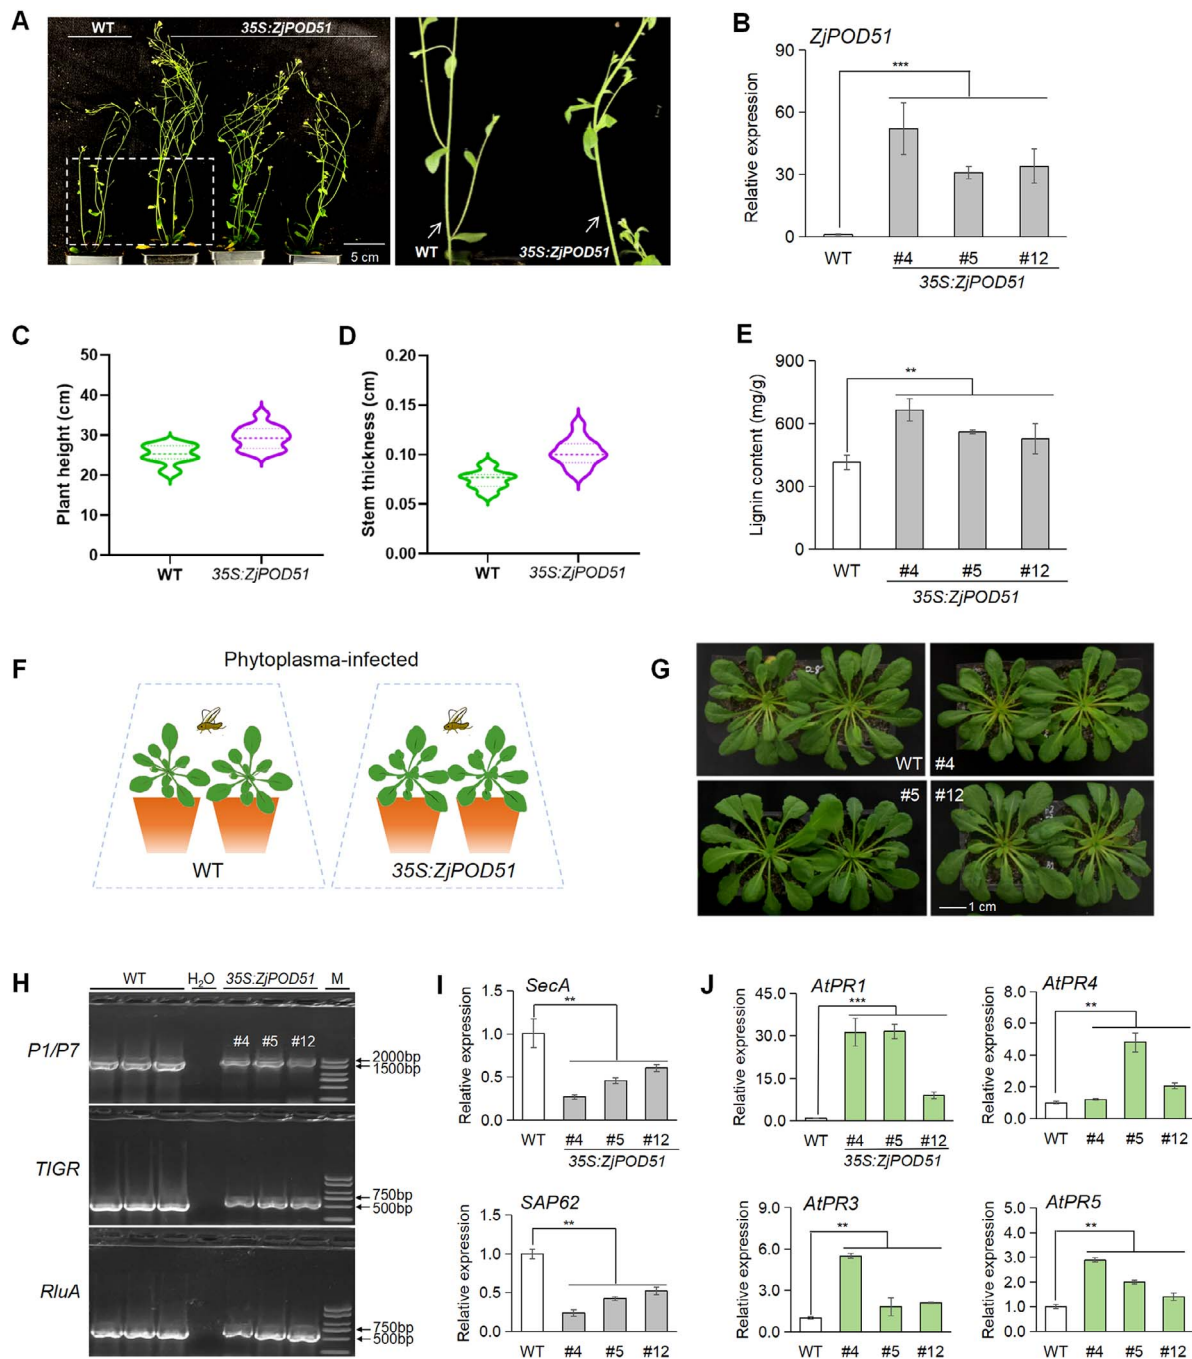 A
WT
35S:ZjPOD51
5 cm
WT
35S:ZjPOD51
B
ZjPOD51
Relative expression
90
60
30
0
***
WT
#4
#5
#12
35S:ZjPOD51
C
Plant height (cm)
50
40
30
20
10
0
WT
35S:ZjPOD51
D
Stem thickness (cm)
0.20
0.15
0.10
0.05
0.00
WT
35S:ZjPOD51
E
Lignin content (mg/g)
900
600
300
0
**
WT
#4
#5
#12
35S:ZjPOD51
F
Phytoplasma-infected
WT
35S:ZjPOD51
G
WT
#4
#5
#12
1 cm
H
WT
H2O
35S:ZjPOD51
M
P1/P7
#4
#5
#12
2000bp
1500bp
TIGR
750bp
500bp
RluA
750bp
500bp
I
SecA
Relative expression
1.5
1.0
0.5
0.0
**
WT
#4
#5
#12
35S:ZjPOD51
SAP62
Relative expression
1.5
1.0
0.5
0.0
**
WT
#4
#5
#12
J
AtPR1
Relative expression
45.0
30.0
15.0
0.0
***
WT
#4
#5
#12
35S:ZjPOD51
AtPR4
Relative expression
8.0
6.0
4.0
2.0
0.0
**
WT
#4
#5
#12
AtPR3
Relative expression
9.0
6.0
3.0
0.0
**
WT
#4
#5
#12
AtPR5
Relative expression
5.0
4.0
3.0
2.0
1.0
0.0
**
WT
#4
#5
#12